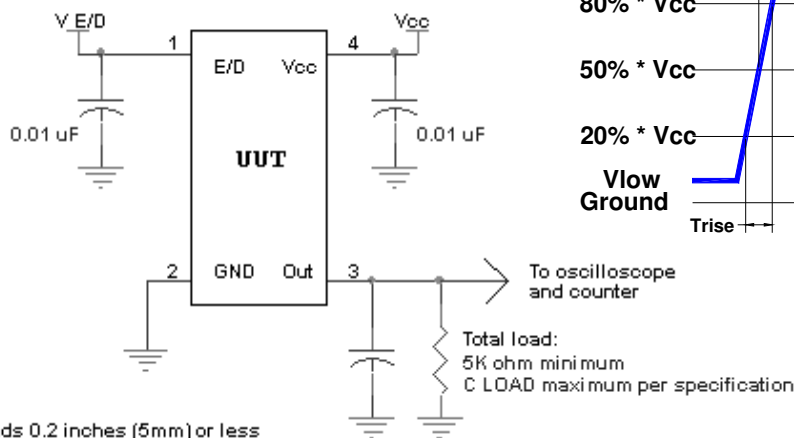 V E/D
Vcc
1
4
E/D
Vcc
0.01 uF
0.01 uF
UUT
2
GND
Out
3
To oscilloscope
and counter
Total load:
5K ohm minimum
C LOAD maximum per specification
ds 0.2 inches (5mm) or less
80% * Vcc
50% * Vcc
20% * Vcc
Vlow
Ground
Trise